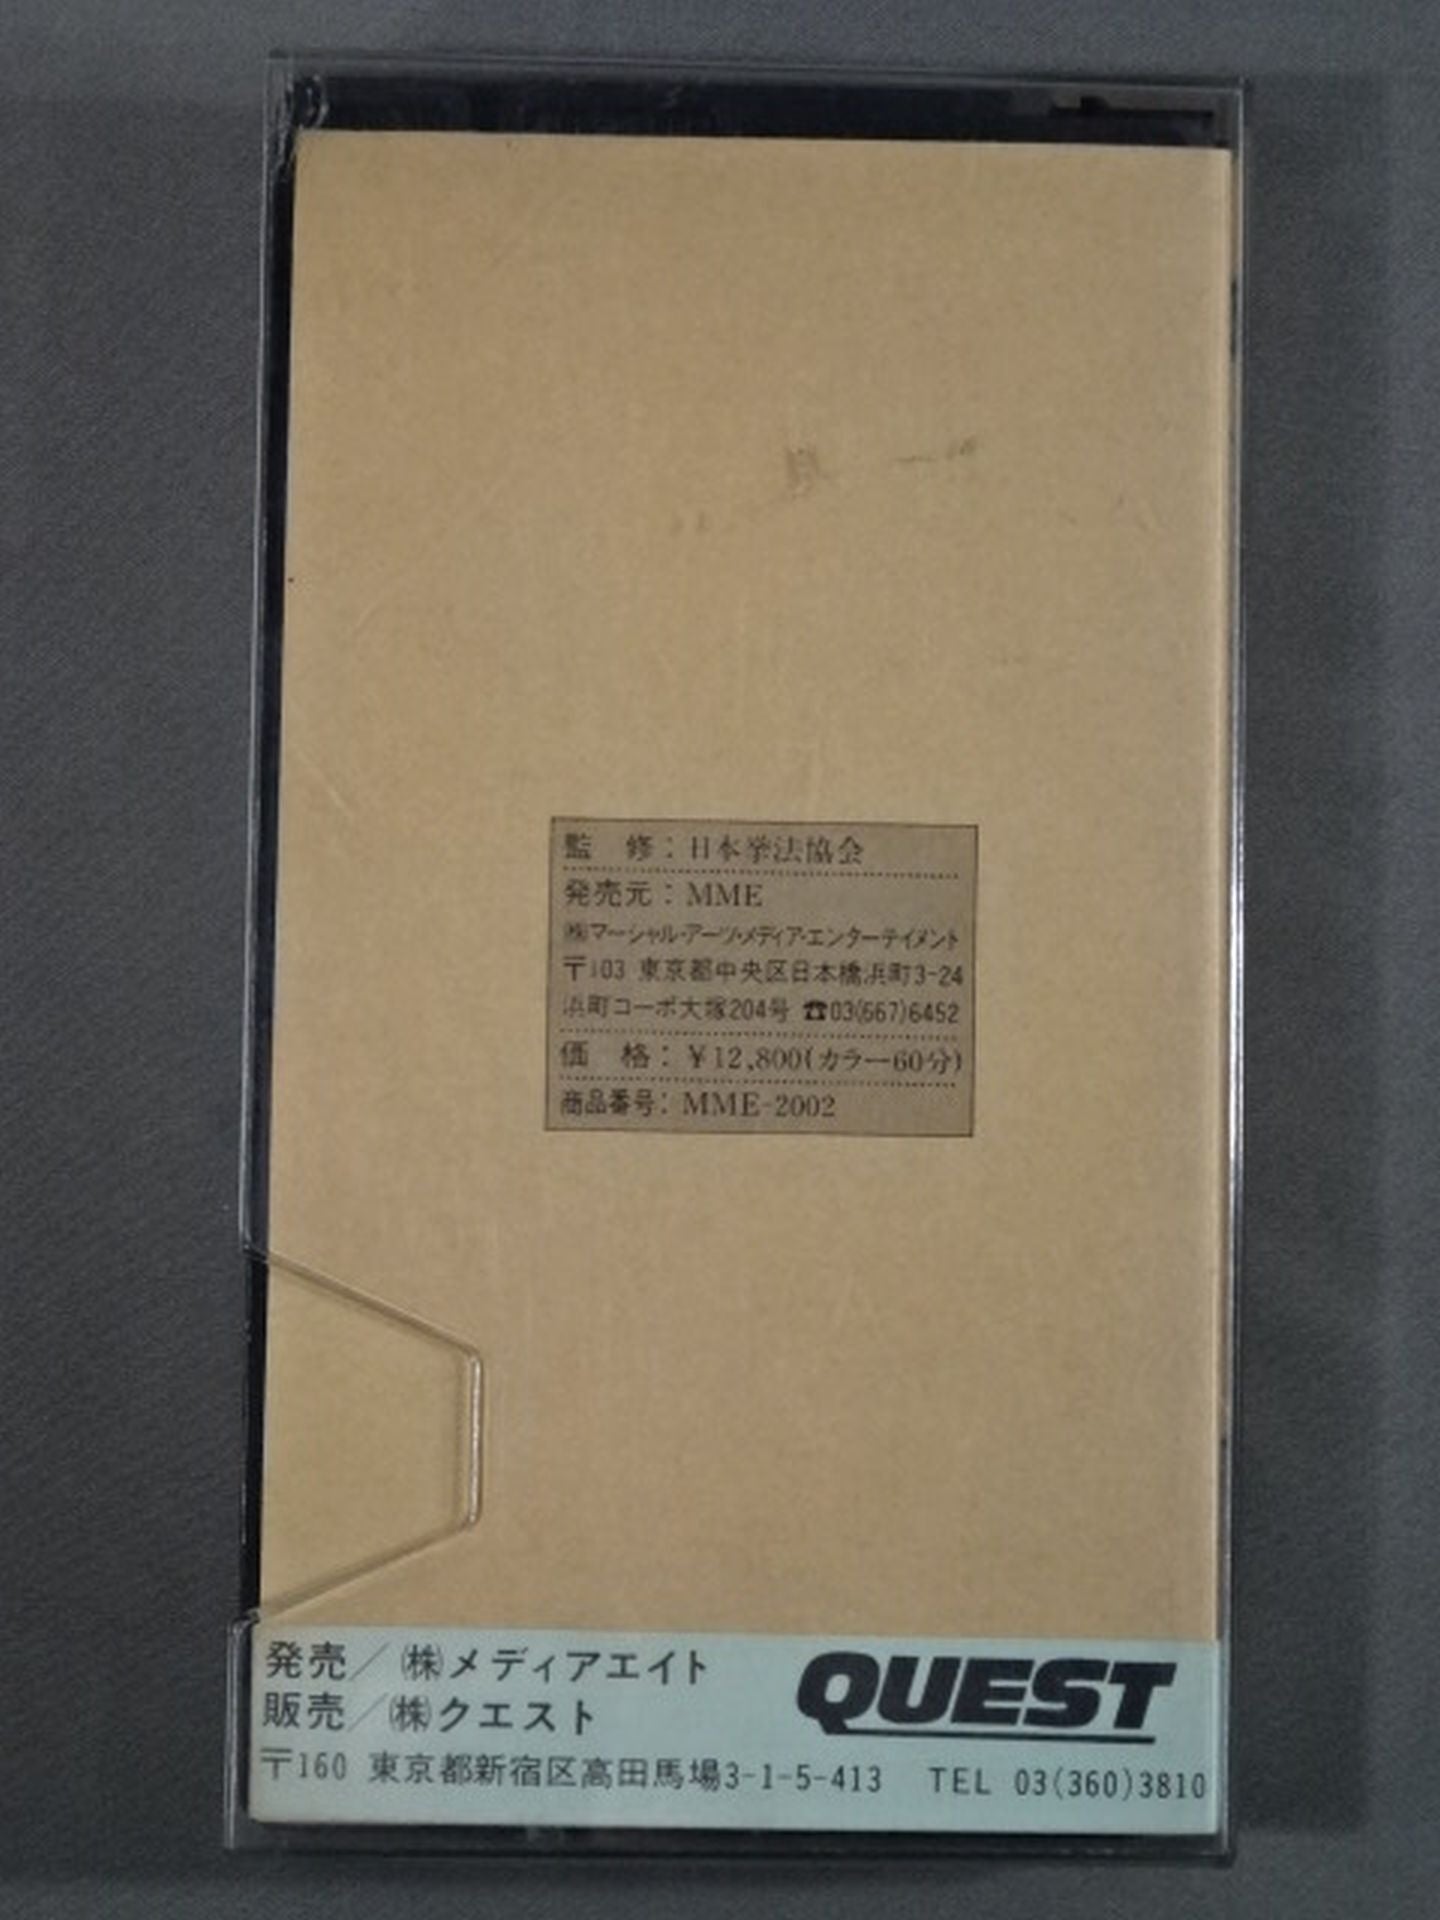 監　修：日本拳法協会
発売元：MME
㈱マーシャル・アーツ・メディア・エンターテイメント
〒103 東京都中央区日本橋浜町3-24
浜町コーポ大塚204号 ☎03(667)6452
価　格：￥12,800(カラー60分)
商品番号：MME-2002
発売／㈱メディアエイト
販売／㈱クエスト
QUEST
〒160 東京都新宿区高田馬場3-1-5-413　TEL 03(360)3810